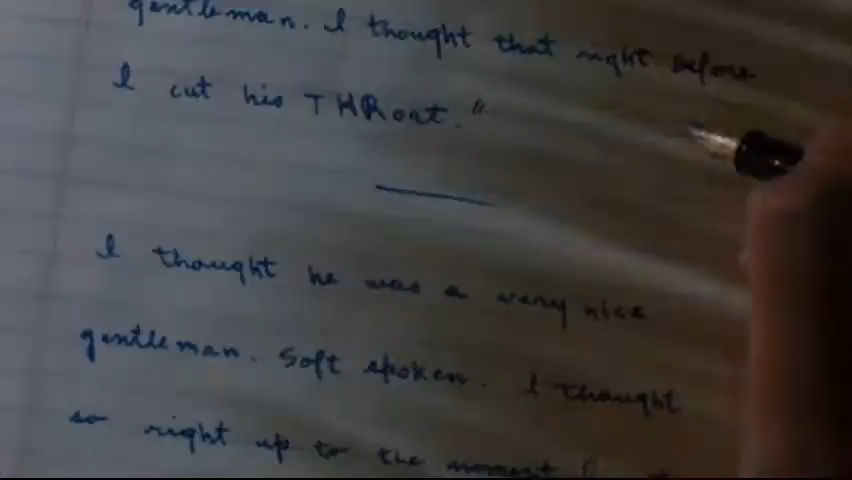 gentleman. I thought that right before
I cut his THRoat."
I thought he was a very nice
gentleman. Soft spoken. I thought
so right up to the moment I